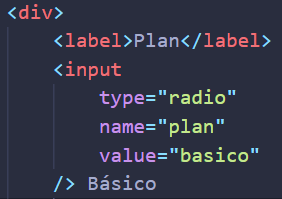 <div>
<label>Plan</label>
<input
type="radio"
name="plan"
value="basico"
/> Básico